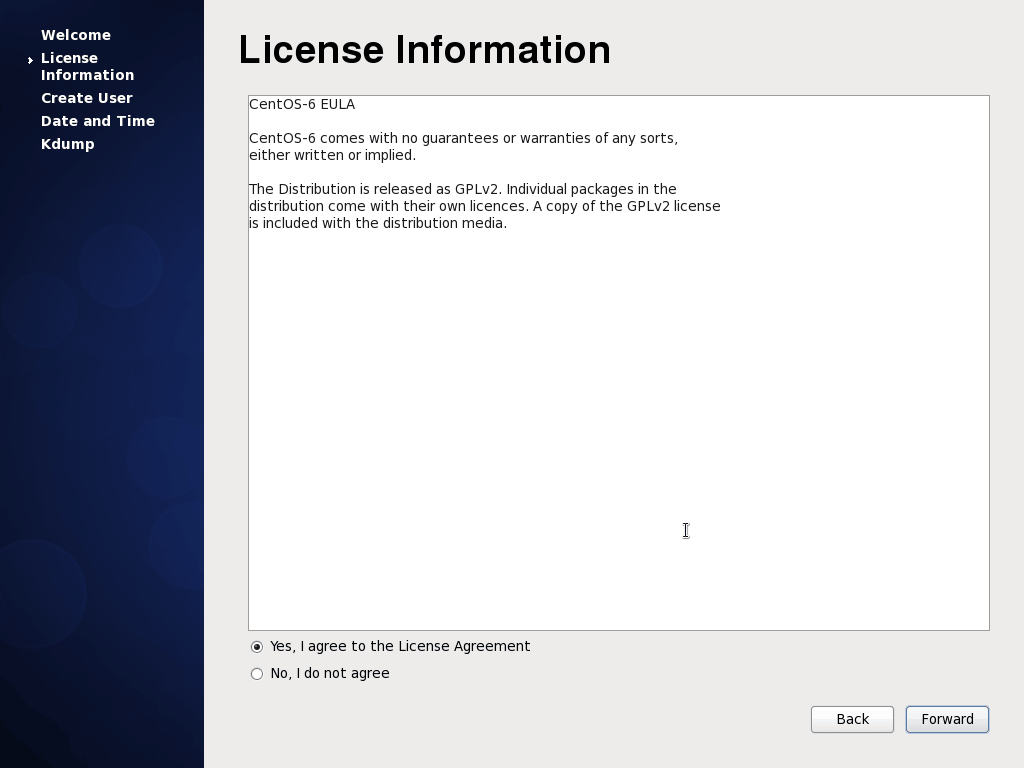 Welcome
License
Information
Create User
Date and Time
Kdump
License Information
CentOS-6 EULA
CentOS-6 comes with no guarantees or warranties of any sorts,
either written or implied.
The Distribution is released as GPLv2. Individual packages in the
distribution come with their own licences. A copy of the GPLv2 license
is included with the distribution media.
Yes, I agree to the License Agreement
No, I do not agree
Back
Forward